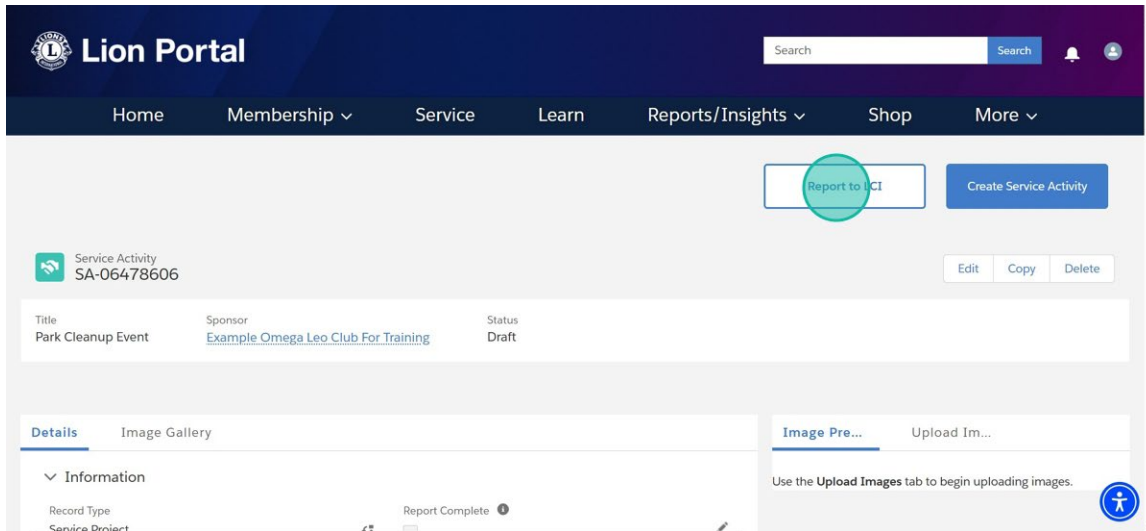 LIONS
L
Lion Portal
Search
Search
Home Membership Service Learn Reports/Insights Shop More
Report to LCI
Create Service Activity
Service Activity
SA-06478606
Edit Copy Delete
Title Sponsor Status
Park Cleanup Event Example Omega Leo Club For Training Draft
Details Image Gallery
Image Pre... Upload Im...
Information
Use the Upload Images tab to begin uploading images.
Record Type Report Complete
Service Project